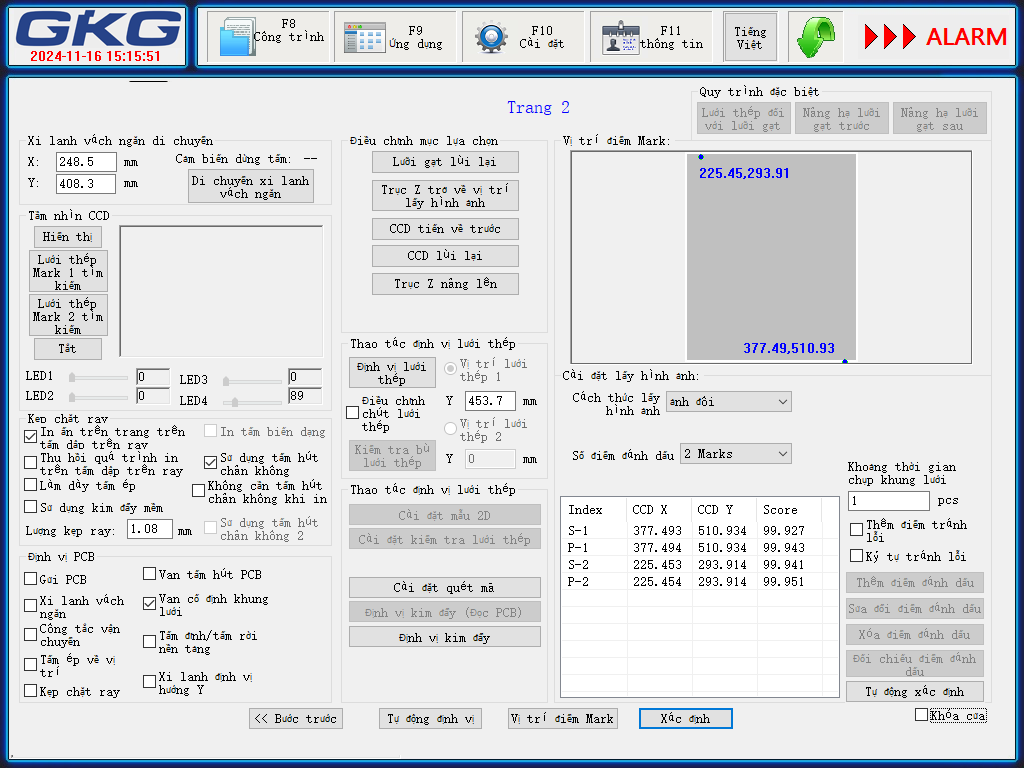 GKG
2024-11-16 15:15:51
F8
Công trình
F9
Ứng dụng
F10
Cài đặt
F11
thông tin
Tiếng
Việt
ALARM
Trang 2
Quy trình đặc biệt
Lưới thép đối
với lưỡi gạt
Nâng hạ lưỡi
gạt trước
Nâng hạ lưỡi
gạt sau
Xi lanh vách ngăn di chuyển
X: 248.5 mm
Cảm biến dừng tấm: --
Y: 408.3 mm
Di chuyển xi lanh
vách ngăn
Tầm nhìn CCD
Hiển thị
Lưới thép
Mark 1 tìm
kiếm
Lưới thép
Mark 2 tìm
kiếm
Tắt
LED1 0
LED3 0
LED2 0
LED4 89
Kẹp chặt ray
In ấn trên trang trên
tấm dập trên ray
In tấm biến dạng
Thu hồi quá trình in
trên tấm dập trên ray
Sử dụng tấm hút
chân không
Làm dày tấm ép
Không cần tấm hút
chân không khi in
Sử dụng kim đẩy mềm
Lượng kẹp ray: 1.08 mm
Sử dụng tấm hút
chân không 2
Định vị PCB
Gửi PCB
Van tấm hút PCB
Xi lanh vách
ngăn
Van cố định khung
lưới
Công tắc vận
chuyển
Tấm đỉnh/tấm rời
nền tảng
Tấm ép về vị
trí
Xi lanh định vị
hướng Y
Kẹp chặt ray
Điều chỉnh mục lựa chọn
Lưỡi gạt lùi lại
Trục Z trở về vị trí
lấy hình ảnh
CCD tiến về trước
CCD lùi lại
Trục Z nâng lên
Thao tác định vị lưới thép
Định vị lưới
thép
Vị trí lưới
thép 1
Điều chỉnh
chút lưới
thép
Y 453.7 mm
Vị trí lưới
thép 2
Kiểm tra bù
lưới thép
Y 0 mm
Thao tác định vị lưới thép
Cài đặt mẫu 2D
Cài đặt kiểm tra lưới thép
Cài đặt quét mã
Định vị kim đẩy (Đọc PCB)
Định vị kim đẩy
Vị trí điểm Mark:
225.45,293.91
377.49,510.93
Cài đặt lấy hình ảnh:
Cách thức lấy
hình ảnh
ảnh đôi
Số điểm đánh dấu
2 Marks
Index CCD X CCD Y Score
S-1 377.493 510.934 99.927
P-1 377.494 510.934 99.943
S-2 225.453 293.914 99.941
P-2 225.454 293.914 99.951
Khoảng thời gian
chụp khung lưới
1 pcs
Thêm điểm tránh
lỗi
Ký tự tránh lỗi
Thêm điểm đánh dấu
Sửa đổi điểm đánh dấu
Xóa điểm đánh dấu
Đối chiếu điểm đánh
dấu
Tự động xác định
<< Bước trước
Tự động định vị
Vị trí điểm Mark
Xác định
Khóa cửa